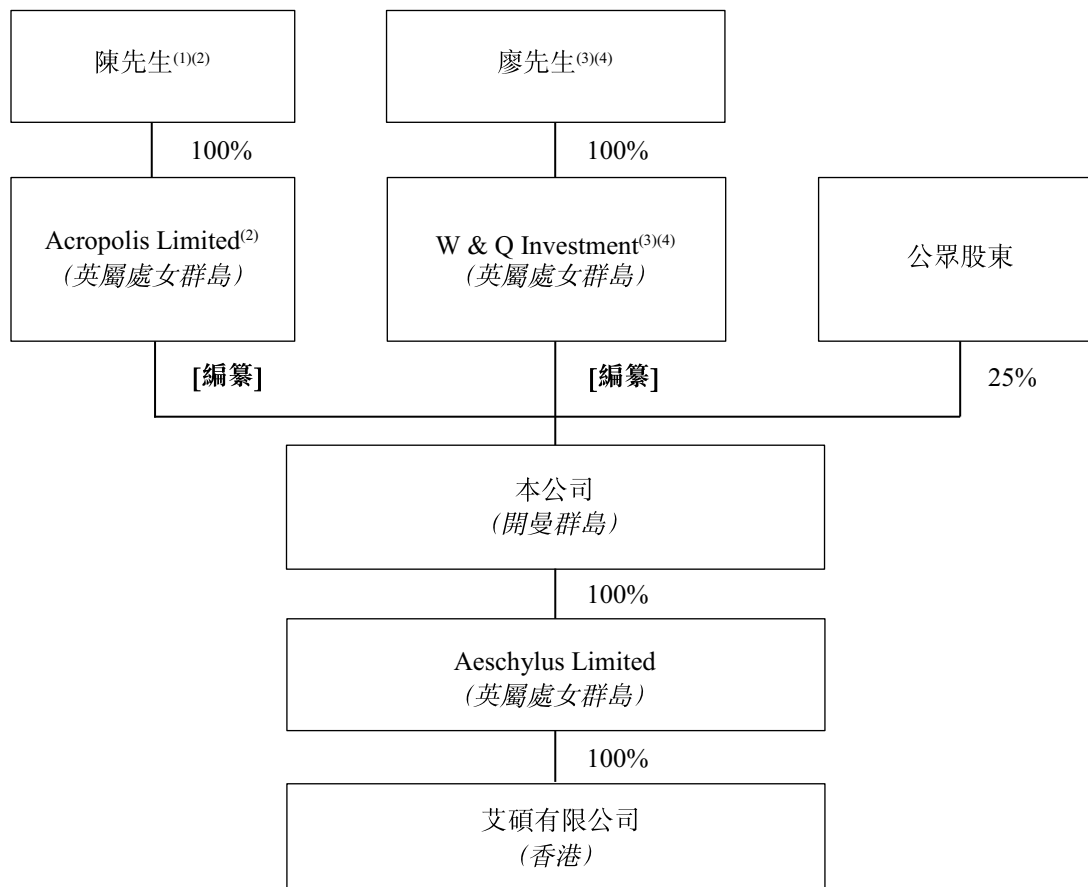 陳先生(1)(2)
廖先生(3)(4)
100%
100%
Acropolis Limited(2)
(英屬處女群島)
W & Q Investment(3)(4)
(英屬處女群島)
公眾股東
[編纂]
[編纂]
25%
本公司
(開曼群島)
100%
Aeschylus Limited
(英屬處女群島)
100%
艾碩有限公司
(香港)